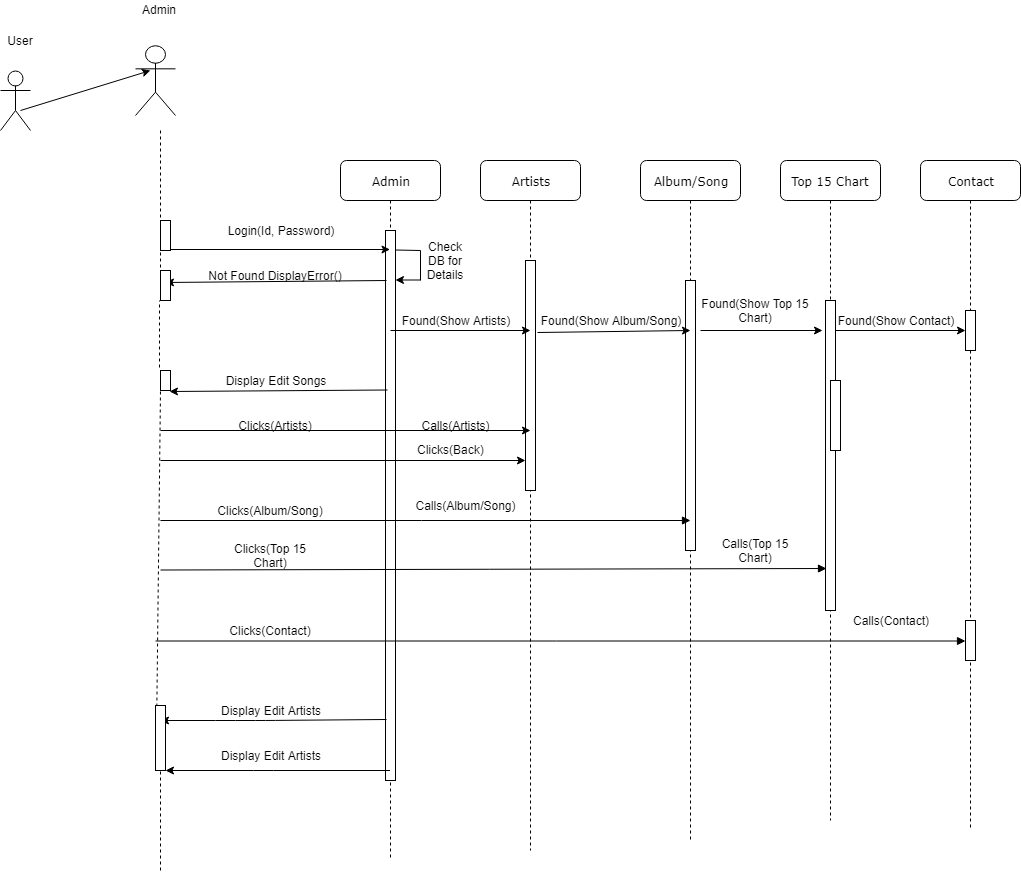 Admin
User
Admin
Artists
Album/Song
Top 15 Chart
Contact
Login(Id, Password)
Check
DB for
Details
Not Found DisplayError()
Found(Show Artists)
Found(Show Album/Song)
Found(Show Top 15
Chart)
Found(Show Contact)
Display Edit Songs
Clicks(Artists)
Calls(Artists)
Clicks(Back)
Clicks(Album/Song)
Calls(Album/Song)
Clicks(Top 15
Chart)
Calls(Top 15
Chart)
Clicks(Contact)
Calls(Contact)
Display Edit Artists
Display Edit Artists